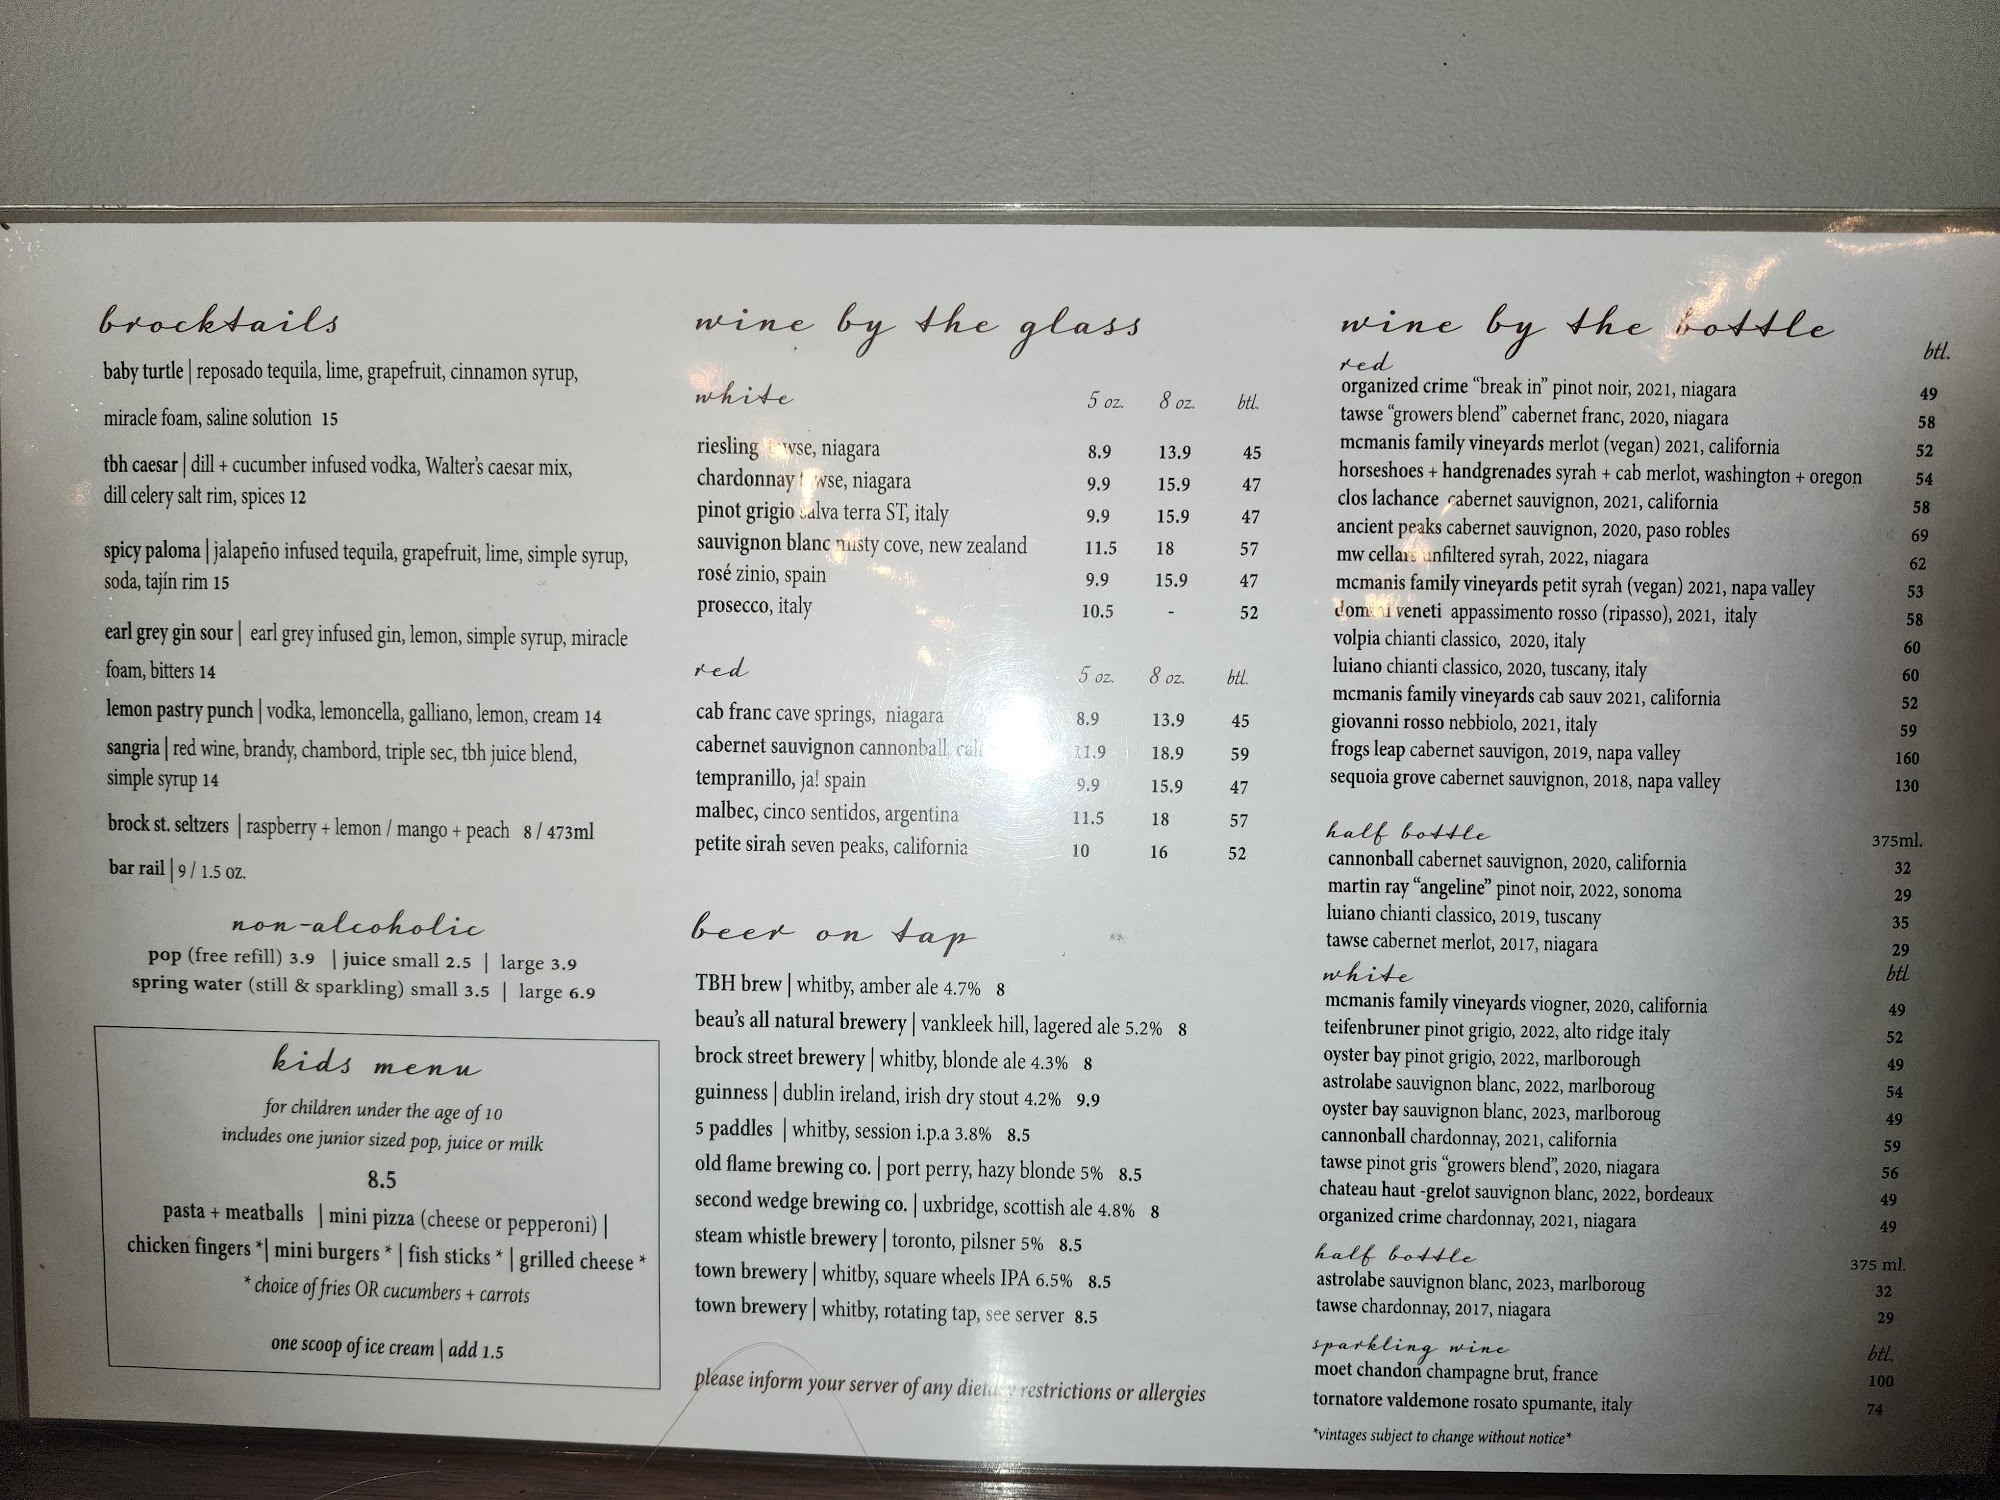 brocktails
baby turtle | reposado tequila, lime, grapefruit, cinnamon syrup,
miracle foam, saline solution 15
tbh caesar | dill + cucumber infused vodka, Walter's caesar mix,
dill celery salt rim, spices 12
spicy paloma | jalapeño infused tequila, grapefruit, lime, simple syrup,
soda, tajín rim 15
earl grey gin sour | earl grey infused gin, lemon, simple syrup, miracle
foam, bitters 14
lemon pastry punch | vodka, lemoncella, galliano, lemon, cream 14
sangria | red wine, brandy, chambord, triple sec, tbh juice blend,
simple syrup 14
brock st. seltzers | raspberry + lemon / mango + peach 8 / 473ml
bar rail | 9 / 1.5 oz.
non-alcoholic
pop (free refill) 3.9 | juice small 2.5 | large 3.9
spring water (still & sparkling) small 3.5 | large 6.9
kids menu
for children under the age of 10
includes one junior sized pop, juice or milk
8.5
pasta + meatballs | mini pizza (cheese or pepperoni) |
chicken fingers * | mini burgers * | fish sticks * | grilled cheese *
* choice of fries OR cucumbers + carrots
one scoop of ice cream | add 1.5
wine by the glass
white 5 oz. 8 oz. btl.
riesling niagara 8.9 13.9 45
chardonnay niagara 9.9 15.9 47
pinot grigio salva terra ST, italy 9.9 15.9 47
sauvignon blanc misty cove, new zealand 11.5 18 57
rosé zinio, spain 9.9 15.9 47
prosecco, italy 10.5 - 52
red 5 oz. 8 oz. btl.
cab franc cave springs, niagara 8.9 13.9 45
cabernet sauvignon cannonball, 11.9 18.9 59
tempranillo, ja! spain 9.9 15.9 47
malbec, cinco sentidos, argentina 11.5 18 57
petite sirah seven peaks, california 10 16 52
beer on tap
TBH brew | whitby, amber ale 4.7% 8
beau's all natural brewery | vankleek hill, lagered ale 5.2% 8
brock street brewery | whitby, blonde ale 4.3% 8
guinness | dublin ireland, irish dry stout 4.2% 9.9
5 paddles | whitby, session i.p.a 3.8% 8.5
old flame brewing co. | port perry, hazy blonde 5% 8.5
second wedge brewing co. | uxbridge, scottish ale 4.8% 8
steam whistle brewery | toronto, pilsner 5% 8.5
town brewery | whitby, square wheels IPA 6.5% 8.5
town brewery | whitby, rotating tap, see server 8.5
please inform your server of any dietary restrictions or allergies
wine by the bottle
red btl.
organized crime “break in” pinot noir, 2021, niagara 49
tawse “growers blend” cabernet franc, 2020, niagara 58
mcmanis family vineyards merlot (vegan) 2021, california 52
horseshoes + handgrenades syrah + cab merlot, washington + oregon 54
clos lachance cabernet sauvignon, 2021, california 58
ancient peaks cabernet sauvignon, 2020, paso robles 69
mw cellars unfiltered syrah, 2022, niagara 62
mcmanis family vineyards petit syrah (vegan) 2021, napa valley 53
domini veneti appassimento rosso (ripasso), 2021, italy 58
volpia chianti classico, 2020, italy 60
luiano chianti classico, 2020, tuscany, italy 60
mcmanis family vineyards cab sauv 2021, california 52
giovanni rosso nebbiolo, 2021, italy 59
frogs leap cabernet sauvigon, 2019, napa valley 160
sequoia grove cabernet sauvignon, 2018, napa valley 130
half bottle 375ml.
cannonball cabernet sauvignon, 2020, california 32
martin ray “angeline” pinot noir, 2022, sonoma 29
luiano chianti classico, 2019, tuscany 35
tawse cabernet merlot, 2017, niagara 29
white btl
mcmanis family vineyards viogner, 2020, california 49
teifenbruner pinot grigio, 2022, alto ridge italy 52
oyster bay pinot grigio, 2022, marlborough 49
astrolabe sauvignon blanc, 2022, marlboroug 54
oyster bay sauvignon blanc, 2023, marlboroug 49
cannonball chardonnay, 2021, california 59
tawse pinot gris “growers blend”, 2020, niagara 56
chateau haut -grelot sauvignon blanc, 2022, bordeaux 49
organized crime chardonnay, 2021, niagara 49
half bottle 375 ml.
astrolabe sauvignon blanc, 2023, marlboroug 32
tawse chardonnay, 2017, niagara 29
sparkling wine btl.
moet chandon champagne brut, france 100
tornatore valdemone rosato spumante, italy 74
*vintages subject to change without notice*